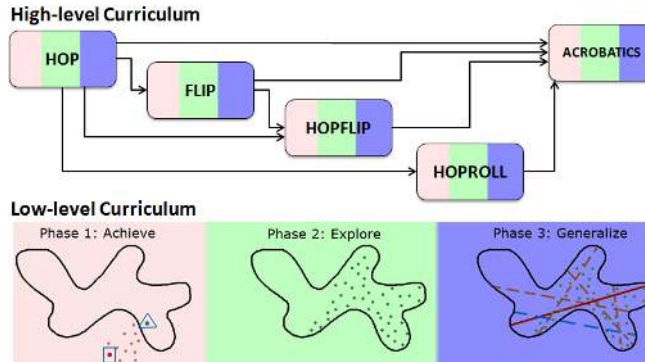 High-level Curriculum
HOP
ACROBATICS
FLIP
HOPFLIP
HOPROLL
Low-level Curriculum
Phase 1: Achieve
Phase 2: Explore
Phase 3: Generalize